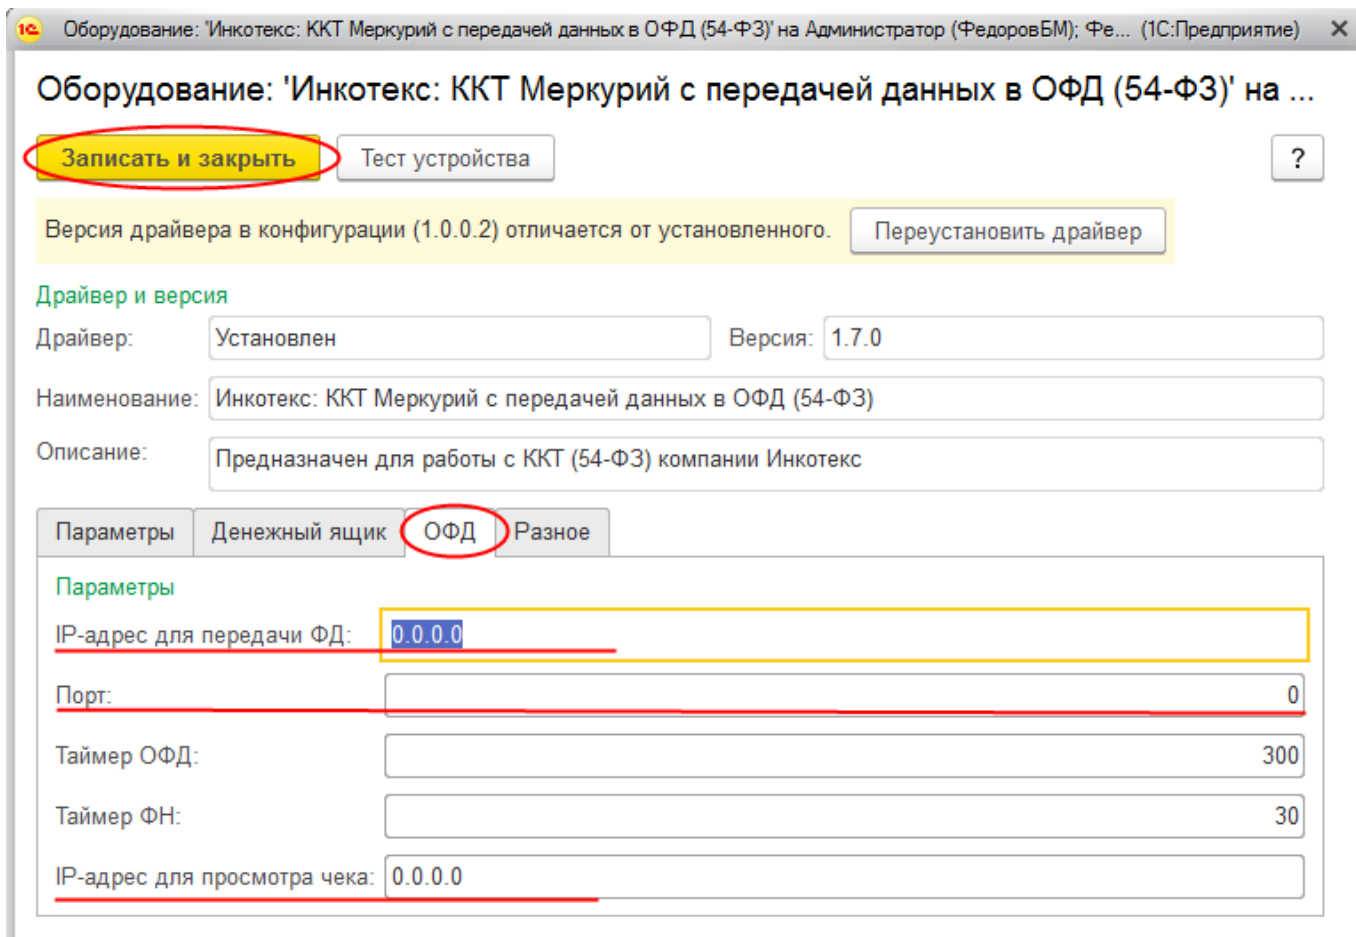 1С Оборудование: 'Инкотекс: ККТ Меркурий с передачей данных в ОФД (54-ФЗ)' на Администратор (ФедоровБМ); Фе... (1С:Предприятие)
Оборудование: 'Инкотекс: ККТ Меркурий с передачей данных в ОФД (54-ФЗ)' на ...
Записать и закрыть Тест устройства ?
Версия драйвера в конфигурации (1.0.0.2) отличается от установленного. Переустановить драйвер
Драйвер и версия
Драйвер: Установлен Версия: 1.7.0
Наименование: Инкотекс: ККТ Меркурий с передачей данных в ОФД (54-ФЗ)
Описание: Предназначен для работы с ККТ (54-ФЗ) компании Инкотекс
Параметры Денежный ящик ОФД Разное
Параметры
IP-адрес для передачи ФД: 0.0.0.0
Порт: 0
Таймер ОФД: 300
Таймер ФН: 30
IP-адрес для просмотра чека: 0.0.0.0